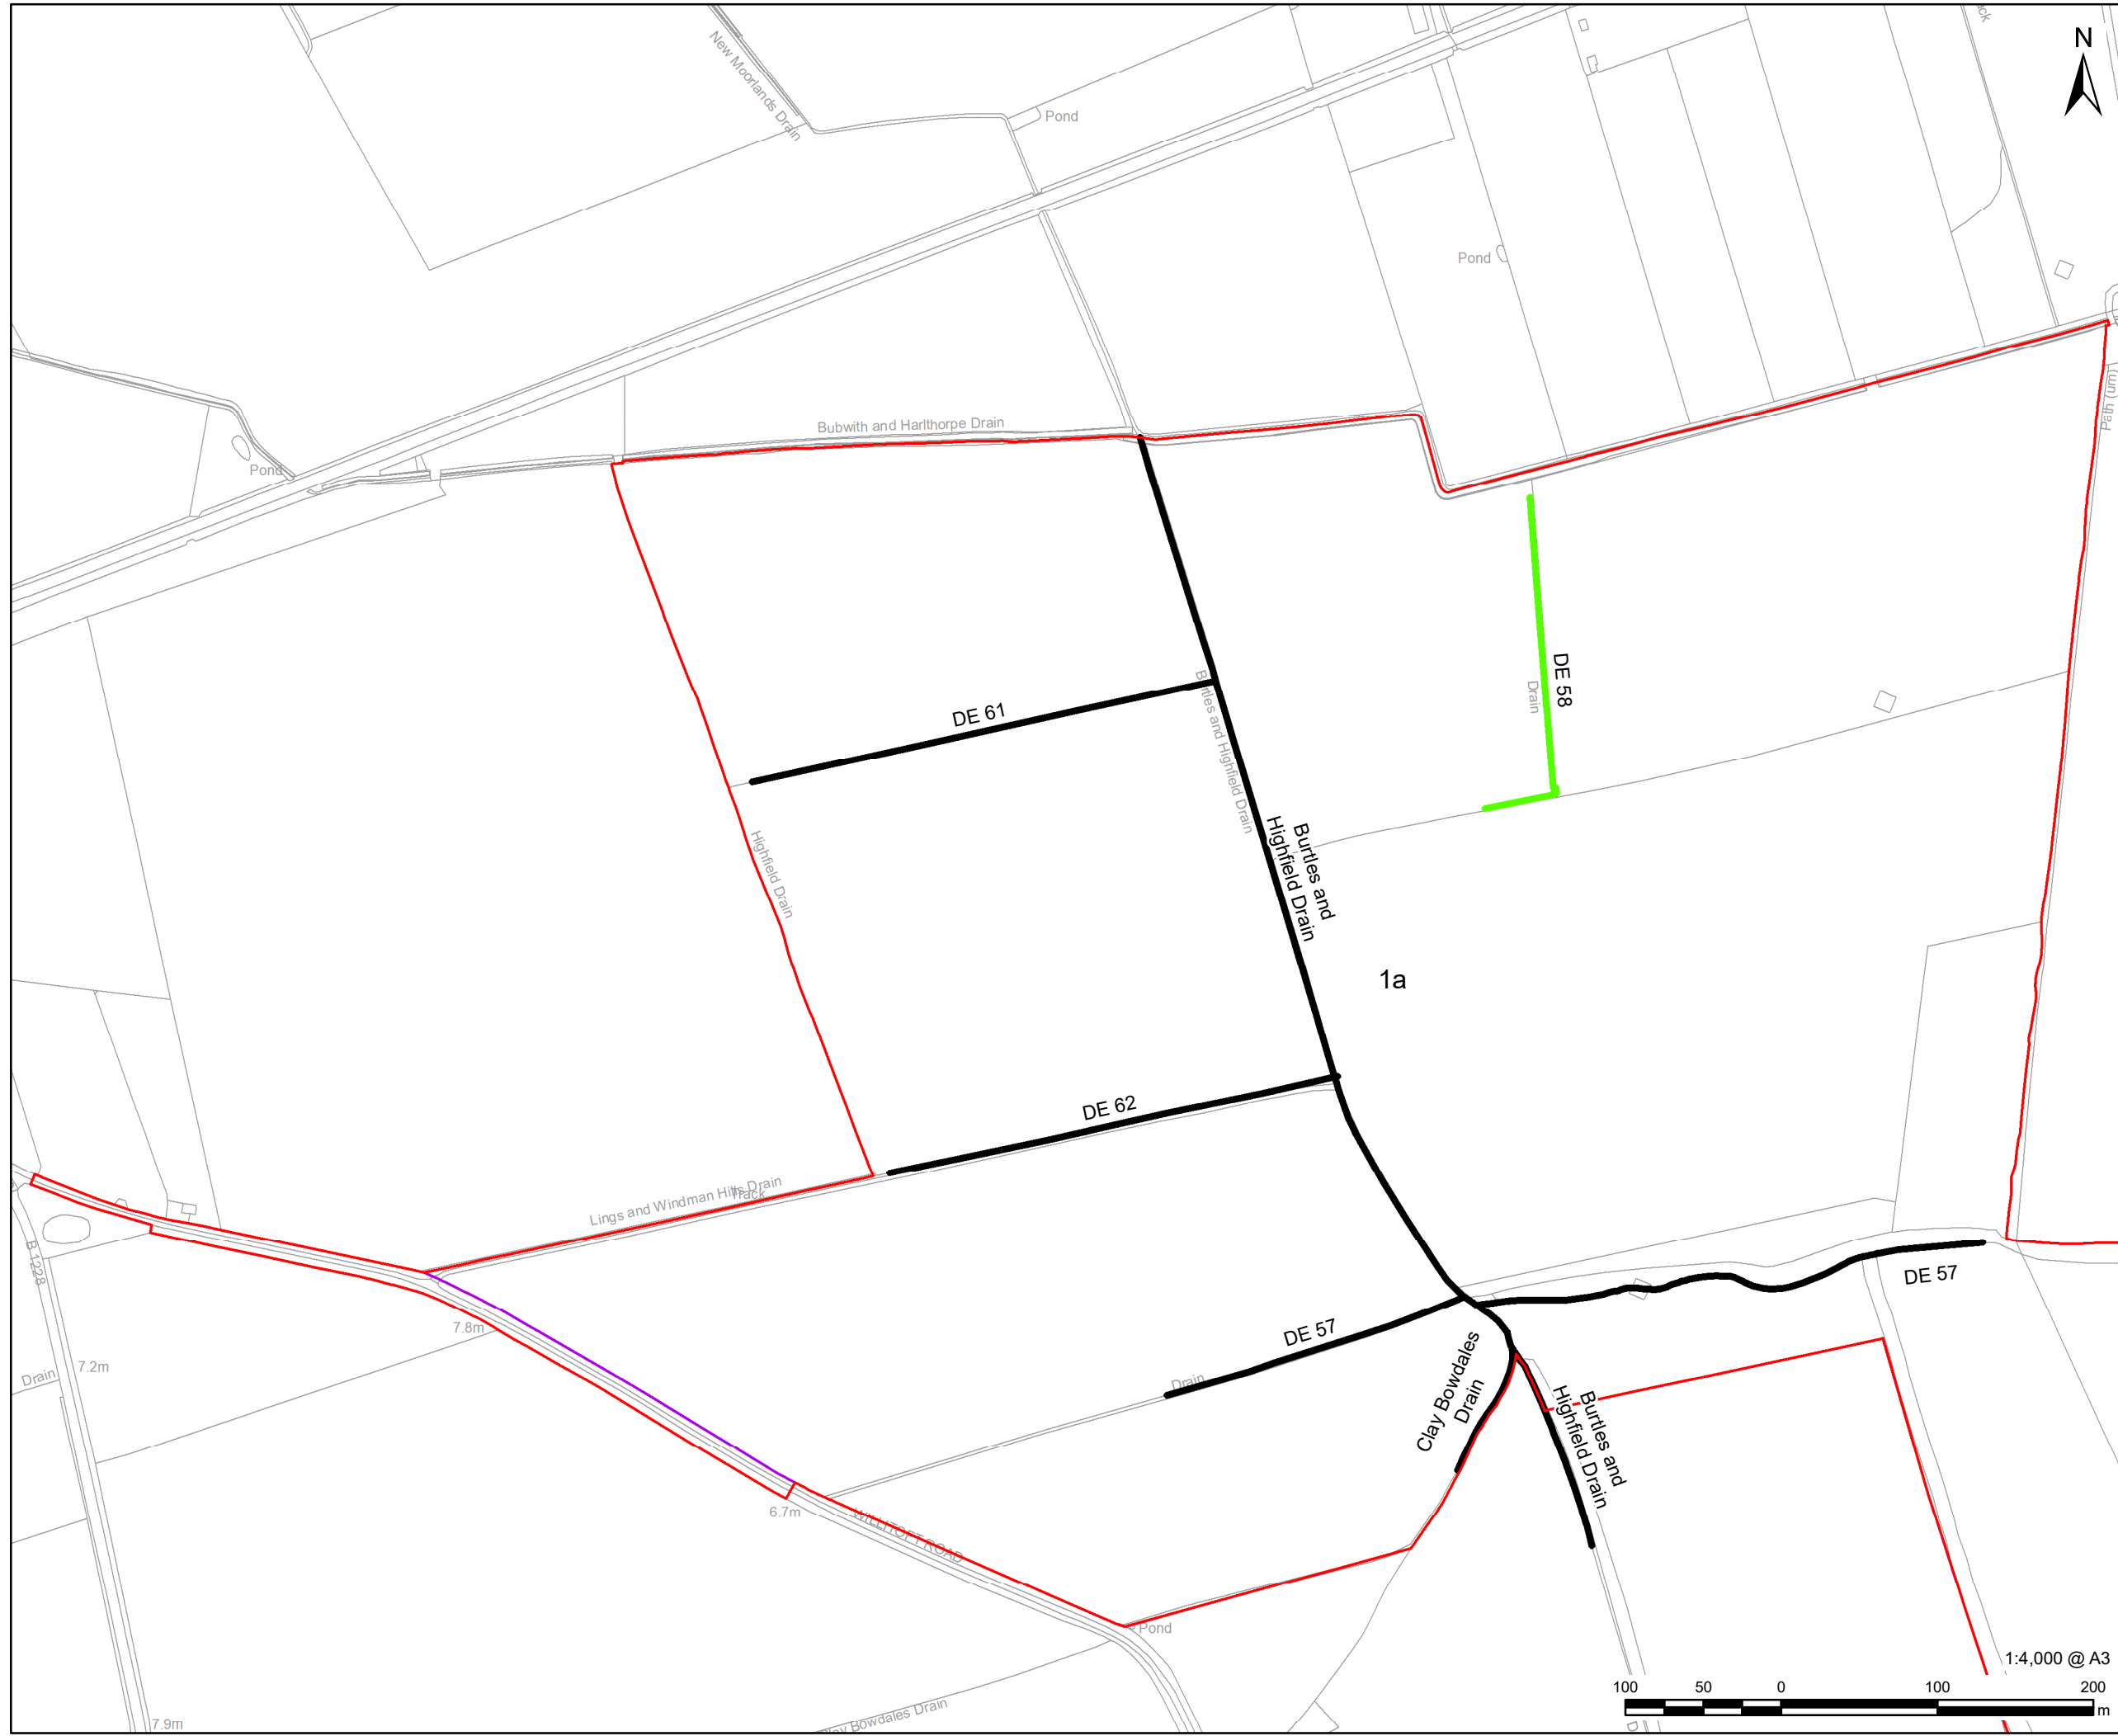 New Moorlands Drain
Pond
N
Pond
Bubwith and Harlthorpe Drain
Pond
Path (um)
DE 58
Drain
DE 61
Burtles and Highfield Drain
Burtles and
Highfield Drain
Highfield Drain
1a
DE 62
Lings and Windman Hills Drain
Track
B 1228
DE 57
DE 57
7.8m
7.2m
Drain
Drain
Clay Bowdales
Drain
Burtles and
Highfield Drain
6.7m
WILLITOFT ROAD
Pond
1:4,000 @ A3
100 50 0 100 200
m
Clay Bowdales Drain
7.9m